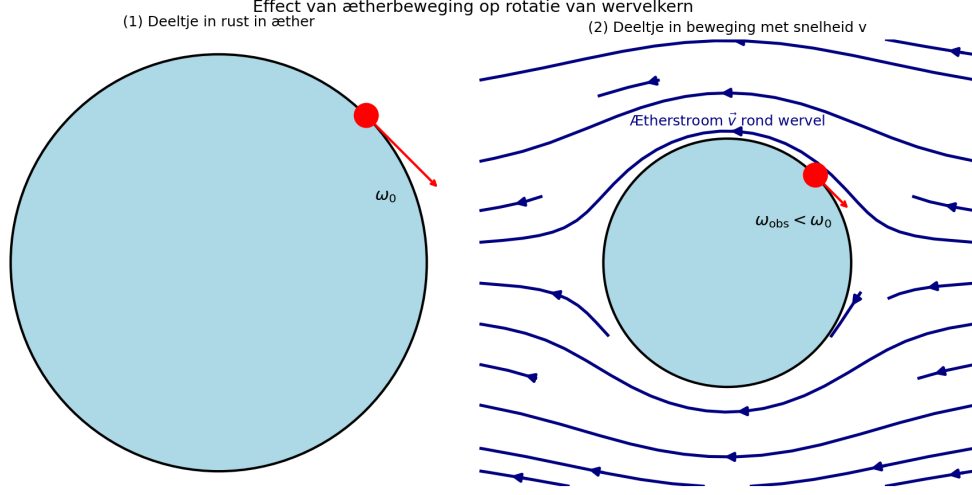 Effect van ætherbeweging op rotatie van wervelkern
(1) Deeltje in rust in æther
(2) Deeltje in beweging met snelheid v
Ætherstroom v⃗ rond wervel
ω₀
ω_obs < ω₀